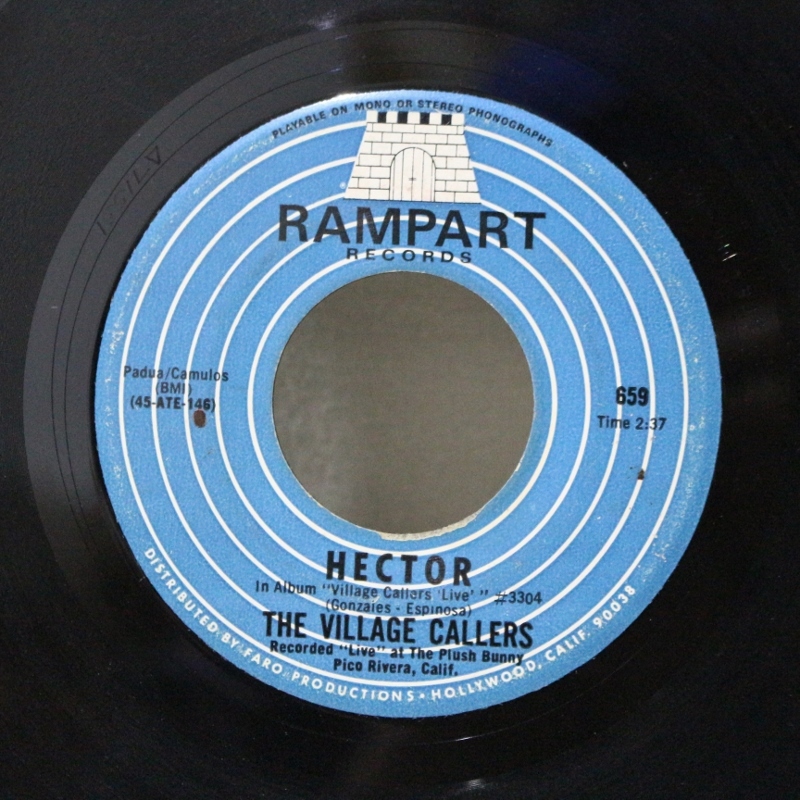 PLAYABLE ON MONO OR STEREO PHONOGRAPHS
RAMPART
RECORDS
Padua/Camulos
(BMI)
(45-ATE-146)
659
Time 2:37
HECTOR
In Album "Village Callers 'Live' " #3304
(Gonzales - Espinosa)
THE VILLAGE CALLERS
Recorded "Live" at The Plush Bunny
Pico Rivera, Calif.
DISTRIBUTED BY FARO PRODUCTIONS • HOLLYWOOD, CALIF. 90038